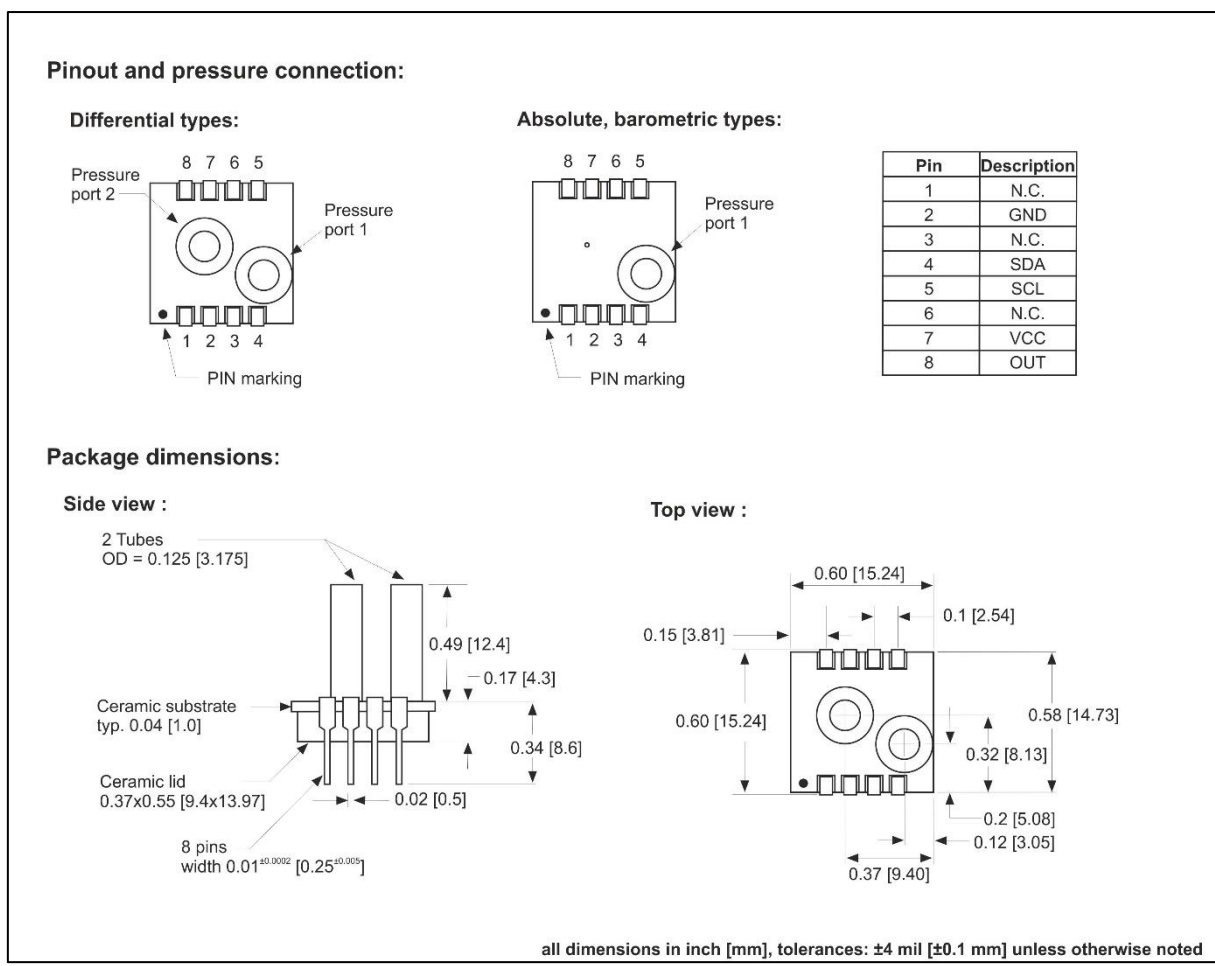 Pinout and pressure connection:
Differential types:
8 7 6 5
Pressure
port 2
Pressure
port 1
1 2 3 4
PIN marking
Absolute, barometric types:
8 7 6 5
Pressure
port 1
1 2 3 4
PIN marking
Pin Description
1 N.C.
2 GND
3 N.C.
4 SDA
5 SCL
6 N.C.
7 VCC
8 OUT
Package dimensions:
Side view :
2 Tubes
OD = 0.125 [3.175]
0.49 [12.4]
0.17 [4.3]
Ceramic substrate
typ. 0.04 [1.0]
0.34 [8.6]
Ceramic lid
0.37x0.55 [9.4x13.97]
0.02 [0.5]
8 pins
width 0.01±0.0002 [0.25±0.005]
Top view :
0.60 [15.24]
0.1 [2.54]
0.15 [3.81]
0.60 [15.24]
0.58 [14.73]
0.32 [8.13]
0.2 [5.08]
0.12 [3.05]
0.37 [9.40]
all dimensions in inch [mm], tolerances: ±4 mil [±0.1 mm] unless otherwise noted